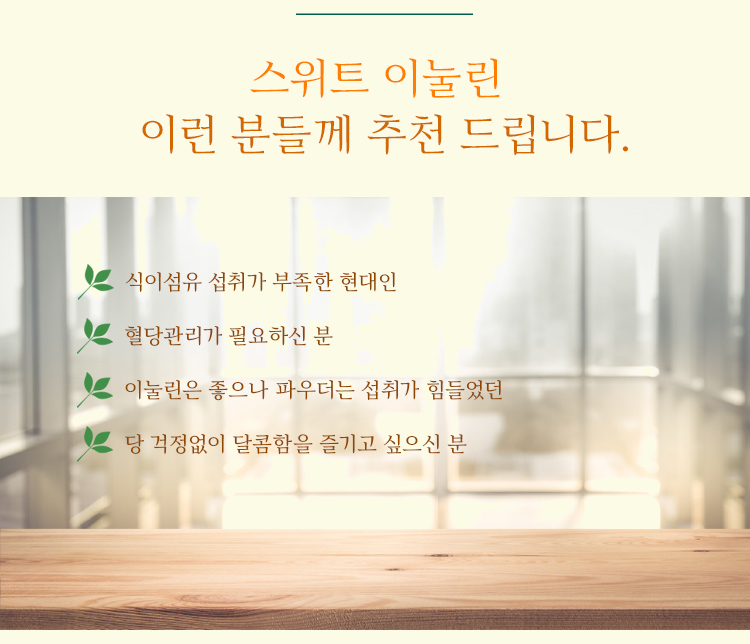 스위트 이눌린
이런 분들께 추천 드립니다.
식이섬유 섭취가 부족한 현대인
혈당관리가 필요하신 분
이눌린은 좋으나 파우더는 섭취가 힘들었던
당 걱정없이 달콤함을 즐기고 싶으신 분